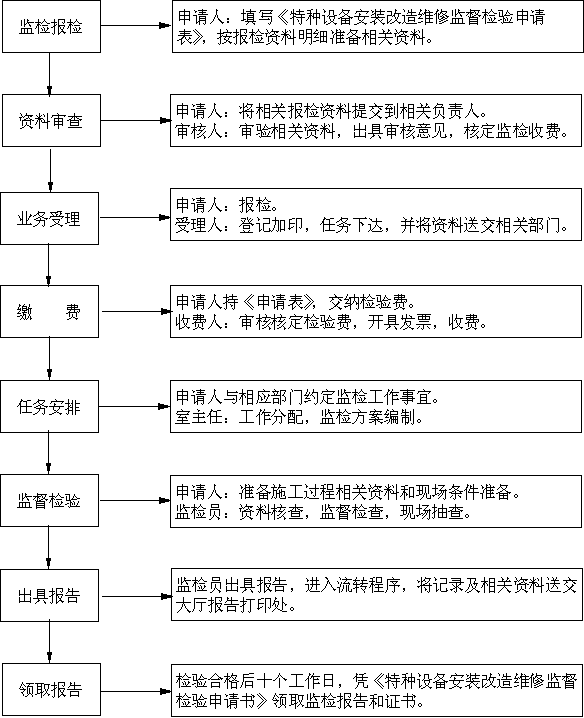 监检报检
申请人：填写《特种设备安装改造维修监督检验申请
表》，按报检资料明细准备相关资料。
资料审查
申请人：将相关报检资料提交到相关负责人。
审核人：审验相关资料，出具审核意见，核定监检收费。
业务受理
申请人：报检。
受理人：登记加印，任务下达，并将资料送交相关部门。
缴　　费
申请人持《申请表》，交纳检验费。
收费人：审核核定检验费，开具发票，收费。
任务安排
申请人与相应部门约定监检工作事宜。
室主任：工作分配，监检方案编制。
监督检验
申请人：准备施工过程相关资料和现场条件准备。
监检员：资料核查，监督检查，现场抽查。
出具报告
监检员出具报告，进入流转程序，将记录及相关资料送交
大厅报告打印处。
领取报告
检验合格后十个工作日，凭《特种设备安装改造维修监督
检验申请书》领取监检报告和证书。